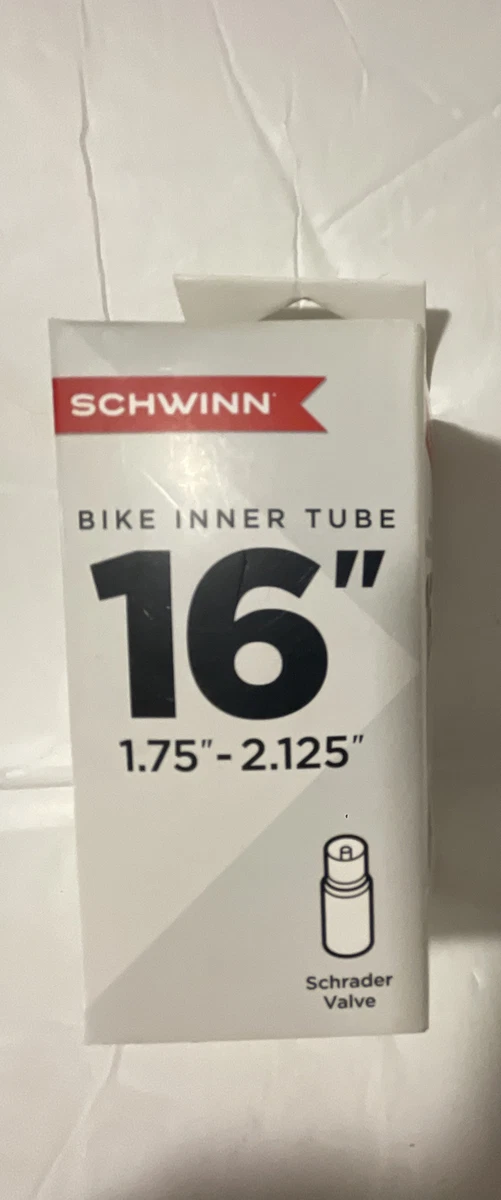 SCHWINN
BIKE INNER TUBE
16"
1.75"- 2.125"
Schrader
Valve